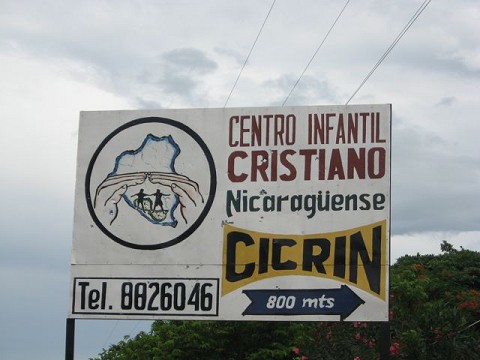 CENTRO INFANTIL
CRISTIANO
Nicaragüense
CICRIN
Tel. 8826046
800 mts